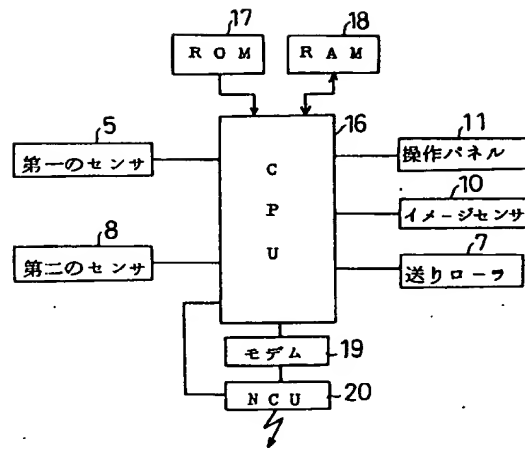 17
ROM
18
RAM
16
CPU
5
第一のセンサ
8
第二のセンサ
11
操作パネル
10
イメージセンサ
7
送りローラ
モデム
19
NCU
20